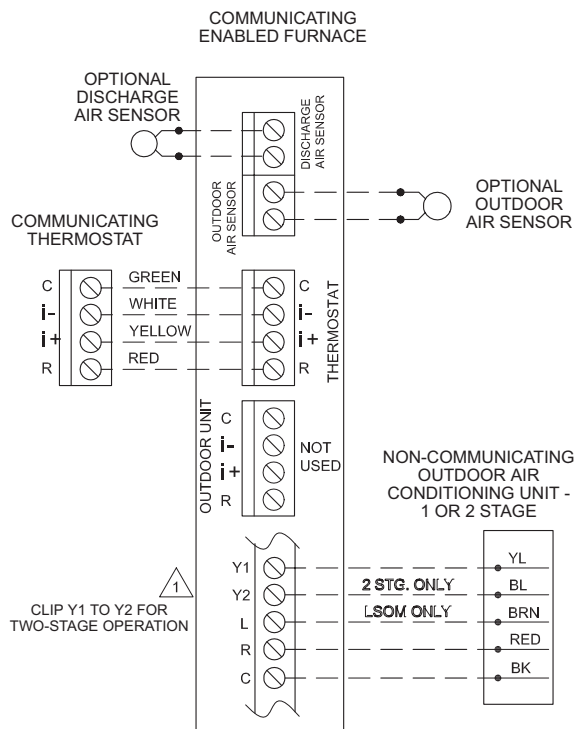 COMMUNICATING
ENABLED FURNACE
OPTIONAL
DISCHARGE
AIR SENSOR
DISCHARGE
AIR SENSOR
OUTDOOR
AIR SENSOR
OPTIONAL
OUTDOOR
AIR SENSOR
COMMUNICATING
THERMOSTAT
C GREEN C
i- WHITE i-
i+ YELLOW i+
R RED R
THERMOSTAT
OUTDOOR UNIT
C
i-
i+
R
NOT
USED
NON-COMMUNICATING
OUTDOOR AIR
CONDITIONING UNIT -
1 OR 2 STAGE
1
CLIP Y1 TO Y2 FOR
TWO-STAGE OPERATION
Y1 YL
Y2 2 STG. ONLY BL
L LSOM ONLY BRN
R RED
C BK